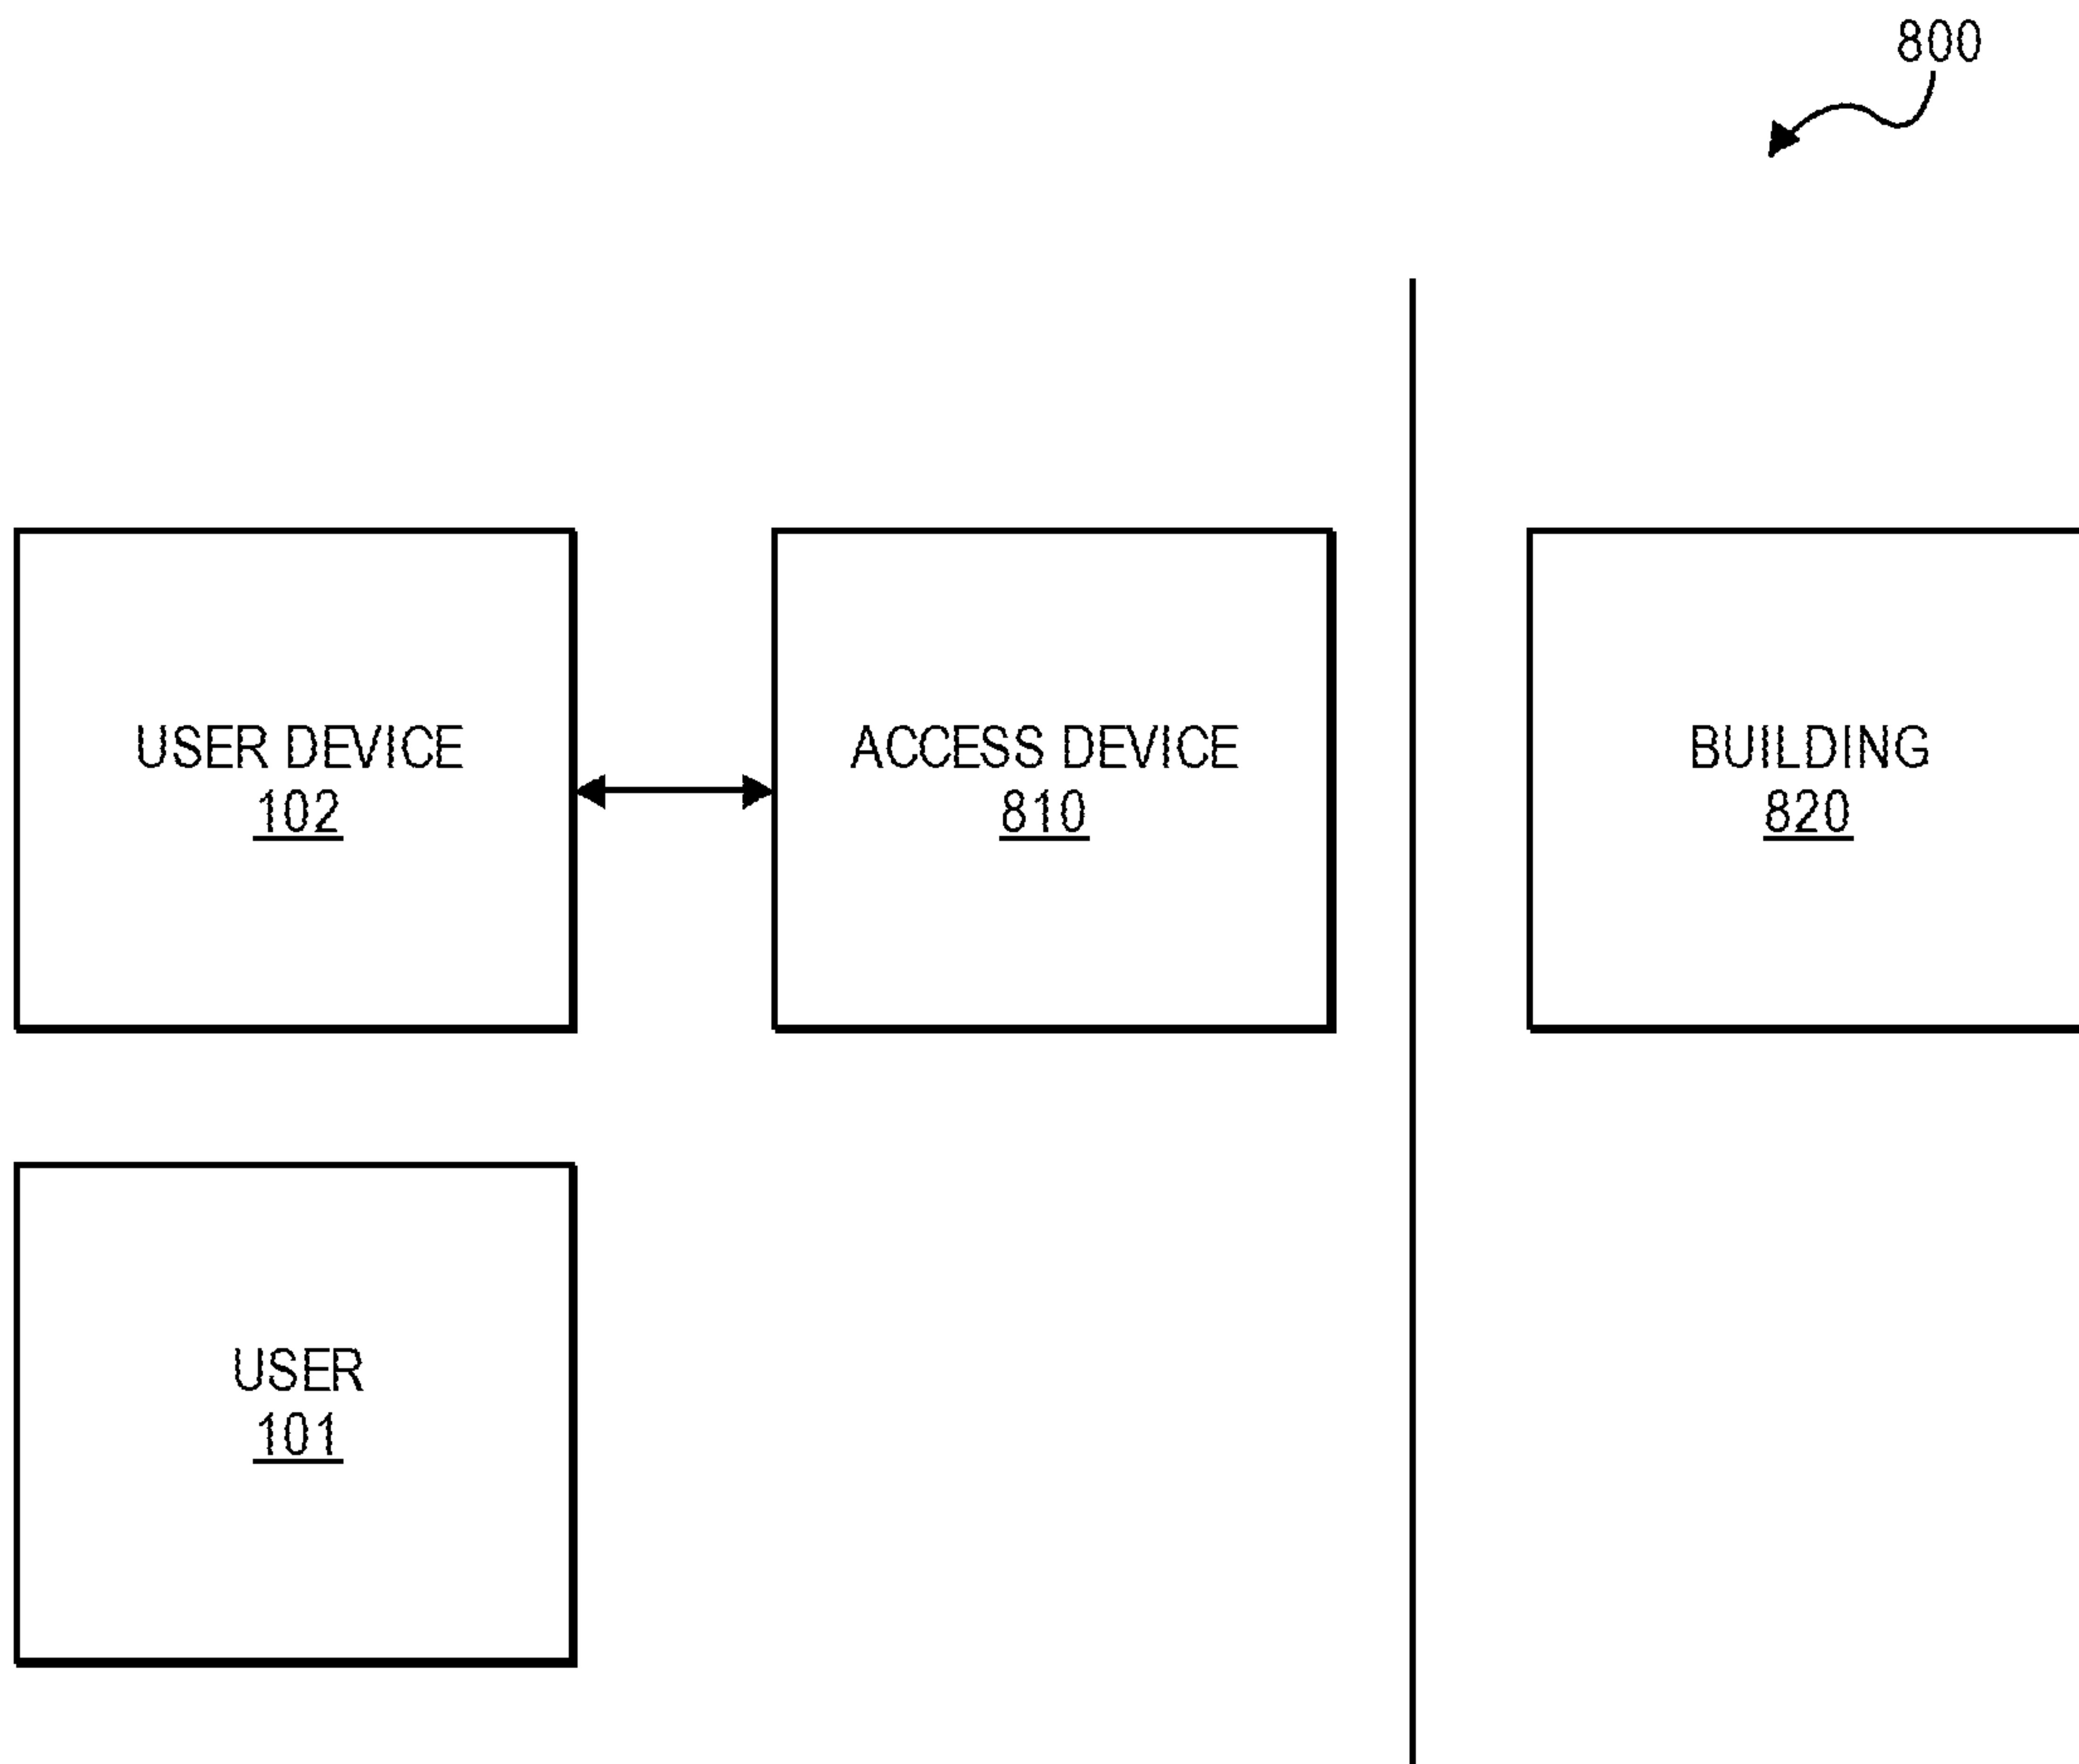 800
USER DEVICE
102
ACCESS DEVICE
810
BUILDING
820
USER
101